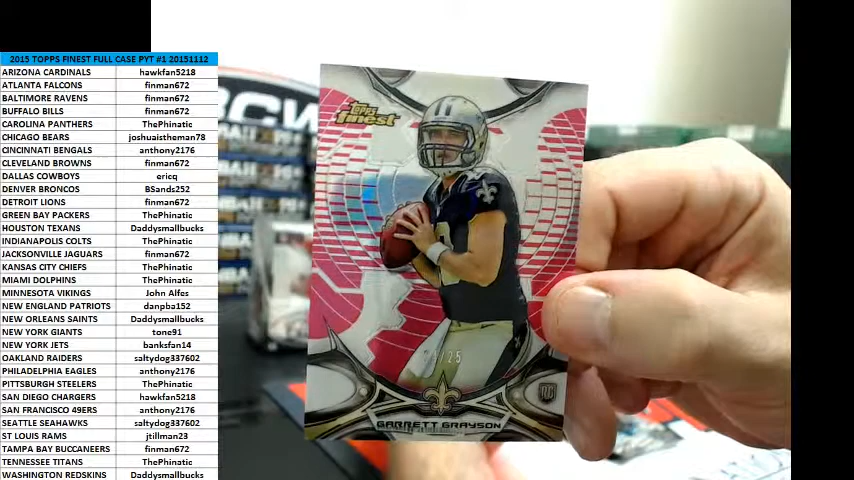 2015 TOPPS FINEST FULL CASE PYT #1 20151112
ARIZONA CARDINALS hawkfan5218
ATLANTA FALCONS finman672
BALTIMORE RAVENS finman672
BUFFALO BILLS finman672
CAROLINA PANTHERS ThePhinatic
CHICAGO BEARS joshuaistheman78
CINCINNATI BENGALS anthony2176
CLEVELAND BROWNS finman672
DALLAS COWBOYS ericq
DENVER BRONCOS BSands252
DETROIT LIONS finman672
GREEN BAY PACKERS ThePhinatic
HOUSTON TEXANS Daddysmallbucks
INDIANAPOLIS COLTS ThePhinatic
JACKSONVILLE JAGUARS finman672
KANSAS CITY CHIEFS ThePhinatic
MIAMI DOLPHINS ThePhinatic
MINNESOTA VIKINGS John Alfes
NEW ENGLAND PATRIOTS danpba152
NEW ORLEANS SAINTS Daddysmallbucks
NEW YORK GIANTS tone91
NEW YORK JETS banksfan14
OAKLAND RAIDERS saltydog337602
PHILADELPHIA EAGLES anthony2176
PITTSBURGH STEELERS ThePhinatic
SAN DIEGO CHARGERS hawkfan5218
SAN FRANCISCO 49ERS anthony2176
SEATTLE SEAHAWKS saltydog337602
ST LOUIS RAMS jtillman23
TAMPA BAY BUCCANEERS finman672
TENNESSEE TITANS ThePhinatic
WASHINGTON REDSKINS Daddysmallbucks
TOPPS
finest
/25
RC
GARRETT GRAYSON